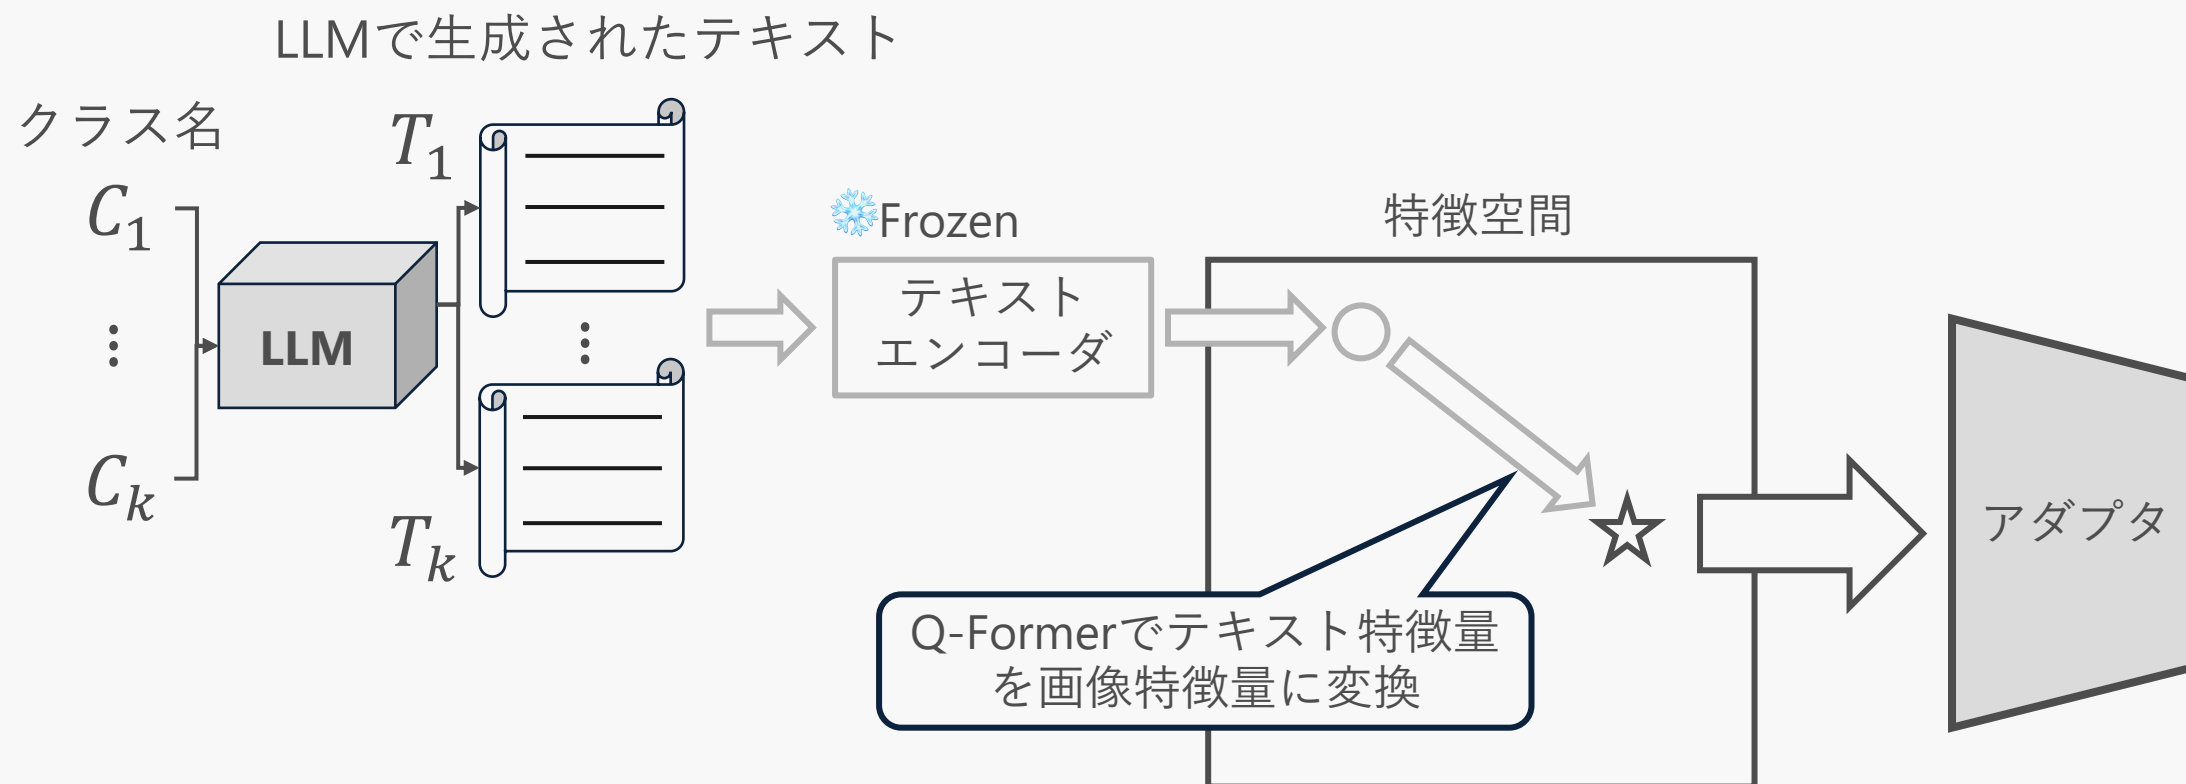 LLMで生成されたテキスト
クラス名
C1
⋮
Ck
LLM
T1
⋮
Tk
Frozen
テキスト
エンコーダ
特徴空間
Q-Formerでテキスト特徴量
を画像特徴量に変換
アダプタ